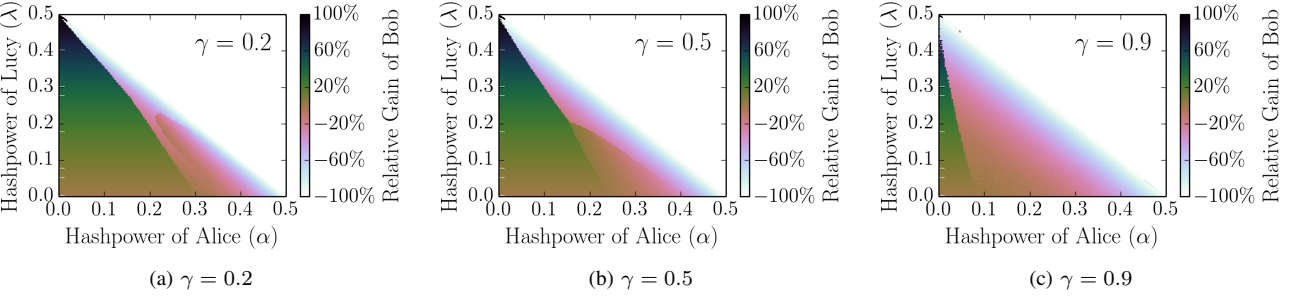 Hashpower of Lucy (λ)
0.5
0.4
0.3
0.2
0.1
0.0
γ = 0.2
0.0 0.1 0.2 0.3 0.4 0.5
Hashpower of Alice (α)
100%
60%
20%
−20%
−60%
−100%
Relative Gain of Bob
(a) γ = 0.2
Hashpower of Lucy (λ)
0.5
0.4
0.3
0.2
0.1
0.0
γ = 0.5
0.0 0.1 0.2 0.3 0.4 0.5
Hashpower of Alice (α)
100%
60%
20%
−20%
−60%
−100%
Relative Gain of Bob
(b) γ = 0.5
Hashpower of Lucy (λ)
0.5
0.4
0.3
0.2
0.1
0.0
γ = 0.9
0.0 0.1 0.2 0.3 0.4 0.5
Hashpower of Alice (α)
100%
60%
20%
−20%
−60%
−100%
Relative Gain of Bob
(c) γ = 0.9